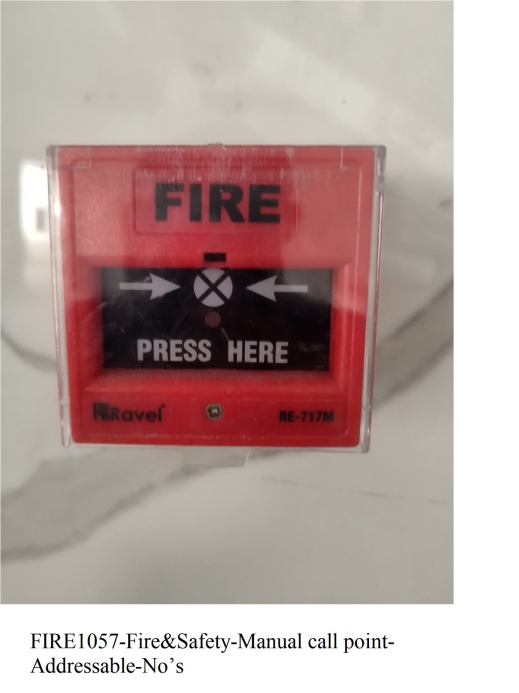 FIRE
PRESS HERE
Ravel RE-717M
FIRE1057-Fire&Safety-Manual call point-
Addressable-No’s